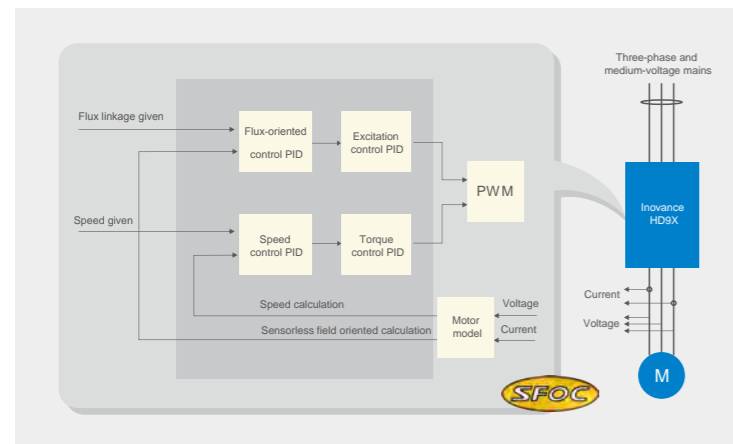 Three-phase and
medium-voltage mains
Flux linkage given
Flux-oriented
control PID
Excitation
control PID
PWM
Inovance
HD9X
Speed given
Speed
control PID
Torque
control PID
Speed calculation
Sensorless field oriented calculation
Motor
model
Voltage
Current
Current
Voltage
M
SFOC